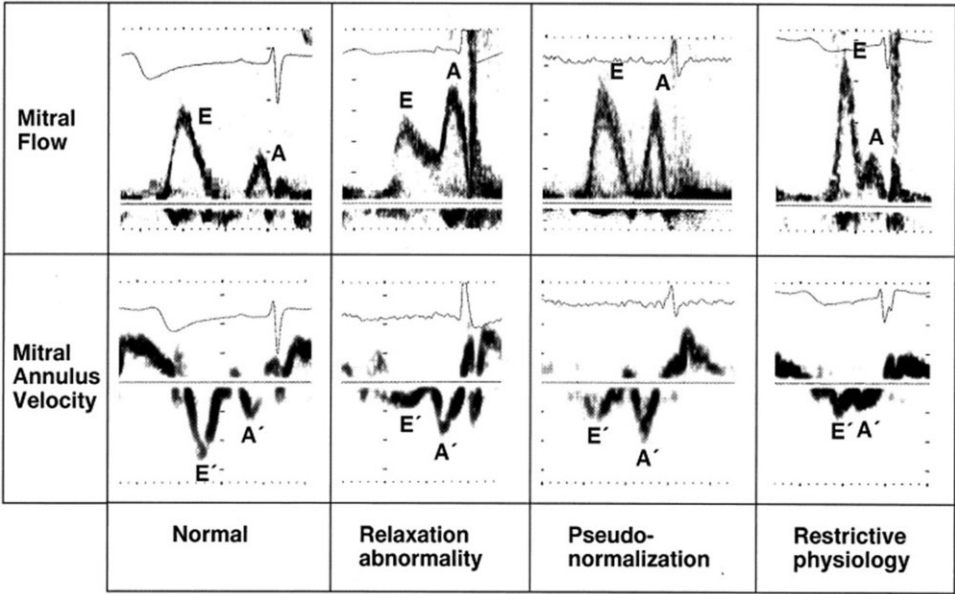 Mitral
Flow
E
A
E
A
E
A
E
A
Mitral
Annulus
Velocity
E´
A´
E´
A´
E´
A´
E´ A´
Normal
Relaxation
abnormality
Pseudo-
normalization
Restrictive
physiology